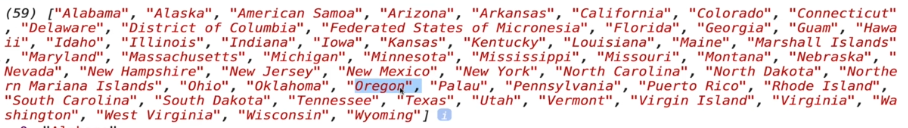 (59) ["Alabama", "Alaska", "American Samoa", "Arizona", "Arkansas", "California", "Colorado", "Connecticut"
, "Delaware", "District of Columbia", "Federated States of Micronesia", "Florida", "Georgia", "Guam", "Hawa
ii", "Idaho", "Illinois", "Indiana", "Iowa", "Kansas", "Kentucky", "Louisiana", "Maine", "Marshall Islands"
, "Maryland", "Massachusetts", "Michigan", "Minnesota", "Mississippi", "Missouri", "Montana", "Nebraska", "
Nevada", "New Hampshire", "New Jersey", "New Mexico", "New York", "North Carolina", "North Dakota", "Northe
rn Mariana Islands", "Ohio", "Oklahoma", "Oregon", "Palau", "Pennsylvania", "Puerto Rico", "Rhode Island",
"South Carolina", "South Dakota", "Tennessee", "Texas", "Utah", "Vermont", "Virgin Island", "Virginia", "Wa
shington", "West Virginia", "Wisconsin", "Wyoming"] i